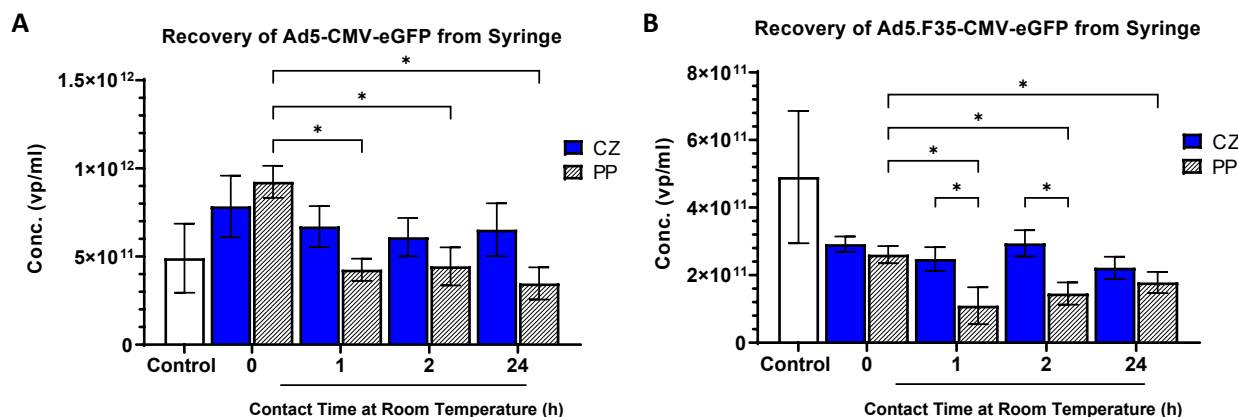 A
Recovery of Ad5-CMV-eGFP from Syringe
Conc. (vp/ml)
1.5×10¹²
1×10¹²
5×10¹¹
0
*
*
*
CZ
PP
Control 0 1 2 24
Contact Time at Room Temperature (h)
B
Recovery of Ad5.F35-CMV-eGFP from Syringe
Conc. (vp/ml)
8×10¹¹
6×10¹¹
4×10¹¹
2×10¹¹
0
*
*
*
*
*
CZ
PP
Control 0 1 2 24
Contact Time at Room Temperature (h)